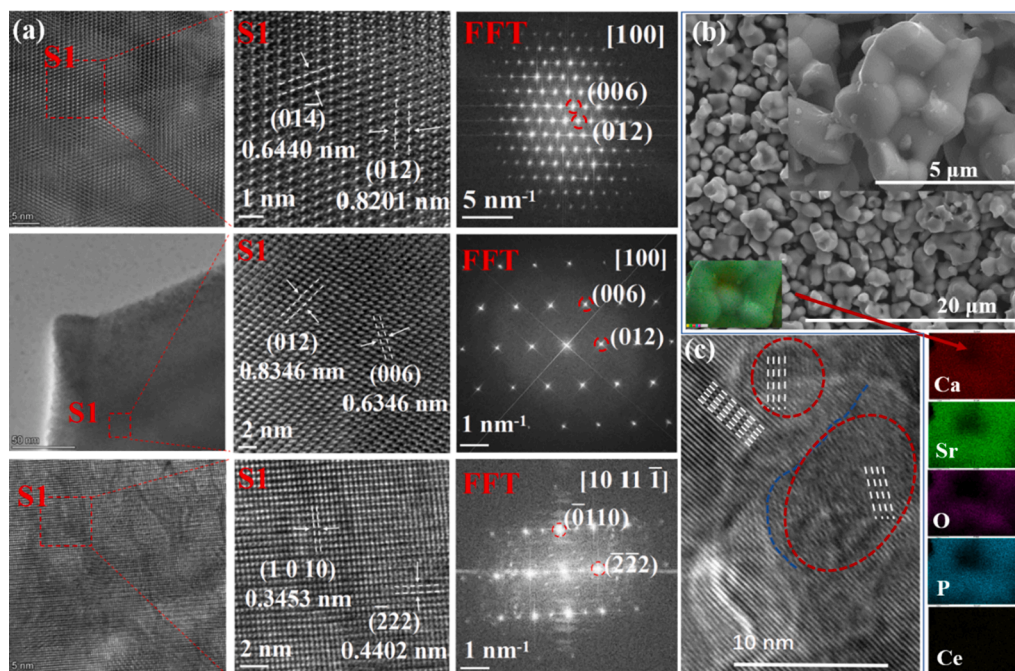 (a)
S1
5 nm
S1
(014̄)
0.6440 nm
(012)
0.8201 nm
1 nm
FFT
[100]
(006)
(012)
5 nm⁻¹
S1
50 nm
S1
(012)
0.8346 nm
(006)
0.6346 nm
2 nm
FFT
[100]
(006)
(012)
1 nm⁻¹
S1
5 nm
S1
(1 0 10)
0.3453 nm
(2̄22)
0.4402 nm
2 nm
FFT
[10 11 1̄]
(0̄110)
(2̄2̄2)
1 nm⁻¹
(b)
5 μm
20 μm
(c)
10 nm
Ca
Sr
O
P
Ce